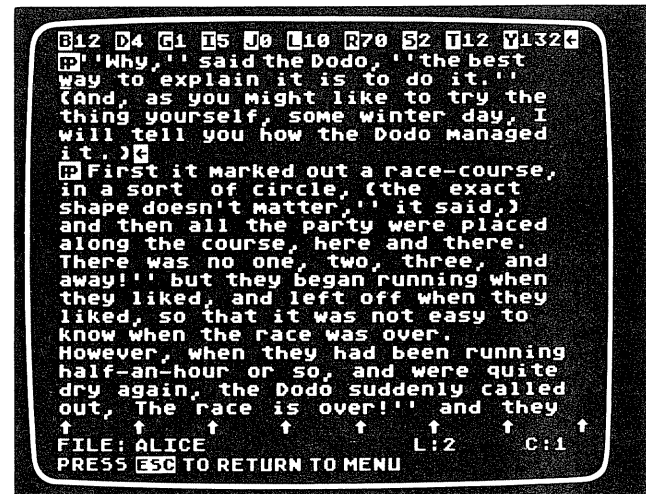 B12 D4 G1 I5 J0 L10 R70 S2 T12 Y132←
P''Why,'' said the Dodo, ''the best
way to explain it is to do it.''
(And, as you might like to try the
thing yourself, some winter day, I
will tell you how the Dodo managed
it.)←
P First it marked out a race-course,
in a sort  of circle, (the  exact
shape doesn't matter,'' it said,)
and then all the party were placed
along the course, here and there.
There was no one, two, three, and
away!'' but they began running when
they liked, and left off when they
liked, so that it was not easy to
know when the race was over.
However, when they had been running
half-an-hour or so, and were quite
dry again, the Dodo suddenly called
out, The race is over!'' and they
FILE: ALICE L:2 C:1
PRESS ESC TO RETURN TO MENU